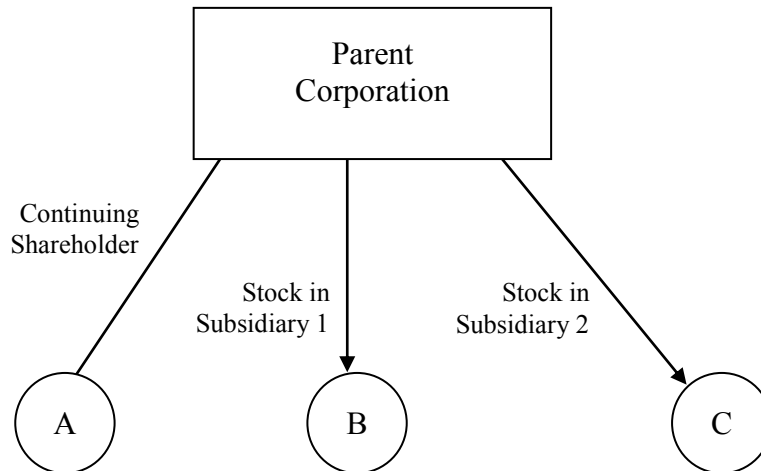 Parent
Corporation
Continuing
Shareholder
Stock in
Subsidiary 1
Stock in
Subsidiary 2
A
B
C